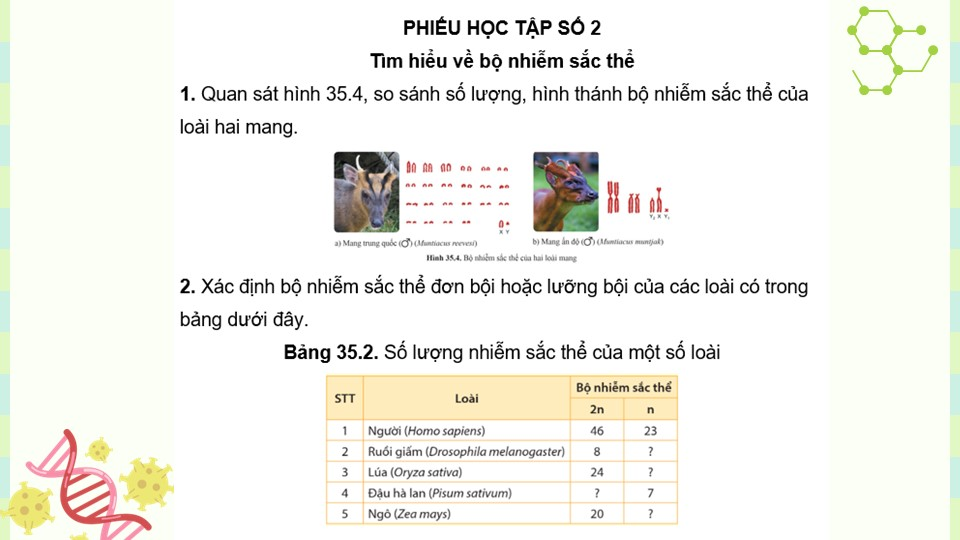 PHIẾU HỌC TẬP SỐ 2
Tìm hiểu về bộ nhiễm sắc thể
1. Quan sát hình 35.4, so sánh số lượng, hình thánh bộ nhiễm sắc thể của
loài hai mang.
X Y
Y₂ X Y₁
a) Mang trung quốc (♂) (Muntiacus reevesi)
b) Mang ấn độ (♂) (Muntiacus muntjak)
Hình 35.4. Bộ nhiễm sắc thể của hai loài mang
2. Xác định bộ nhiễm sắc thể đơn bội hoặc lưỡng bội của các loài có trong
bảng dưới đây.
Bảng 35.2. Số lượng nhiễm sắc thể của một số loài
STT Loài Bộ nhiễm sắc thể
2n n
1 Người (Homo sapiens) 46 23
2 Ruồi giấm (Drosophila melanogaster) 8 ?
3 Lúa (Oryza sativa) 24 ?
4 Đậu hà lan (Pisum sativum) ? 7
5 Ngô (Zea mays) 20 ?